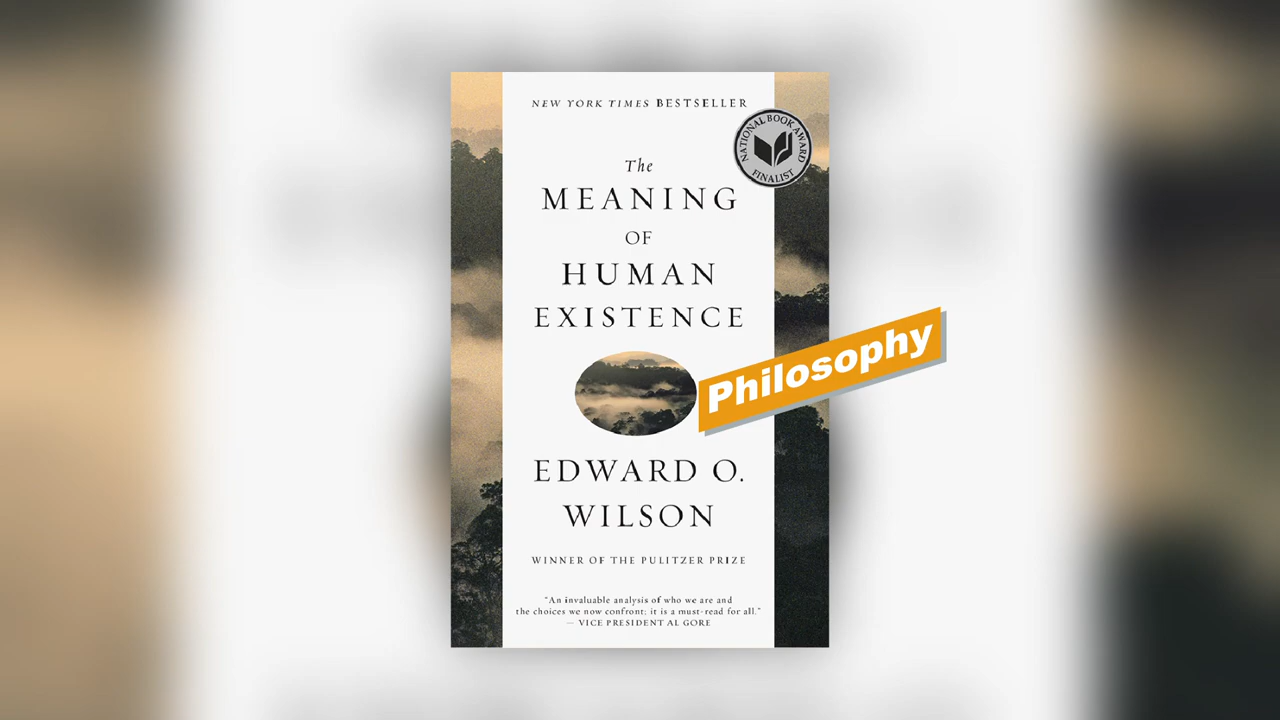 NEW YORK TIMES BESTSELLER
NATIONAL BOOK AWARD
FINALIST
The
MEANING
OF
HUMAN
EXISTENCE
Philosophy
EDWARD O.
WILSON
WINNER OF THE PULITZER PRIZE
"An invaluable analysis of who we are and
the choices we now confront; it is a must-read for all."
— VICE PRESIDENT AL GORE